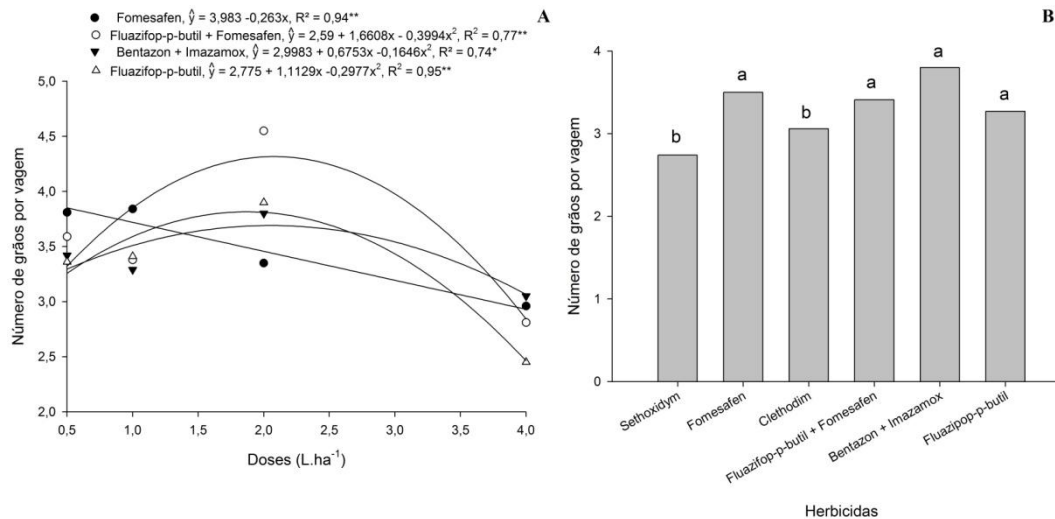 A
Fomesafen, ŷ = 3,983 -0,263x, R² = 0,94**
Fluazifop-p-butil + Fomesafen, ŷ = 2,59 + 1,6608x - 0,3994x², R² = 0,77**
Bentazon + Imazamox, ŷ = 2,9983 + 0,6753x -0,1646x², R² = 0,74*
Fluazifop-p-butil, ŷ = 2,775 + 1,1129x -0,2977x², R² = 0,95**
Número de grãos por vagem
5,0
4,5
4,0
3,5
3,0
2,5
2,0
0,5 1,0 1,5 2,0 2,5 3,0 3,5 4,0
Doses (L.ha⁻¹)
B
Número de grãos por vagem
4
3
2
1
0
b a b a a a
Sethoxidym
Fomesafen
Clethodim
Fluazifop-p-butil + Fomesafen
Bentazon + Imazamox
Fluazipop-p-butil
Herbicidas